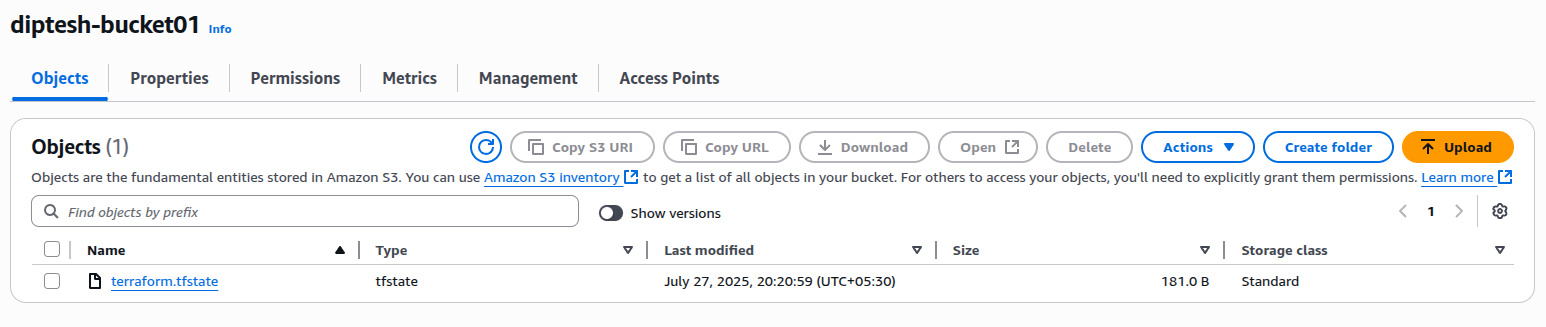 diptesh-bucket01 Info
Objects Properties Permissions Metrics Management Access Points
Objects (1) Copy S3 URI Copy URL Download Open Delete Actions Create folder Upload
Objects are the fundamental entities stored in Amazon S3. You can use Amazon S3 inventory to get a list of all objects in your bucket. For others to access your objects, you'll need to explicitly grant them permissions. Learn more
Find objects by prefix Show versions 1
Name Type Last modified Size Storage class
terraform.tfstate tfstate July 27, 2025, 20:20:59 (UTC+05:30) 181.0 B Standard